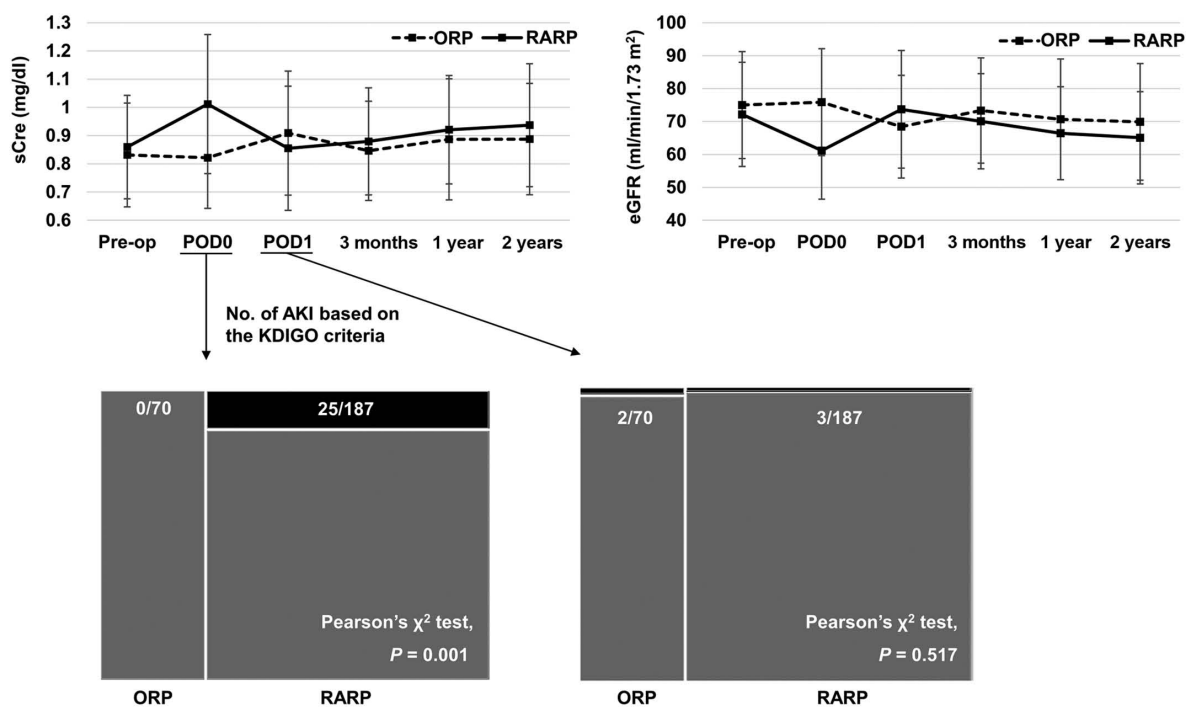 1.3
1.2
1.1
1
0.9
0.8
0.7
0.6
sCre (mg/dl)
ORP RARP
Pre-op POD0 POD1 3 months 1 year 2 years
100
90
80
70
60
50
40
eGFR (ml/min/1.73 m²)
ORP RARP
Pre-op POD0 POD1 3 months 1 year 2 years
No. of AKI based on
the KDIGO criteria
0/70 25/187
Pearson's χ² test,
P = 0.001
ORP RARP
2/70 3/187
Pearson's χ² test,
P = 0.517
ORP RARP